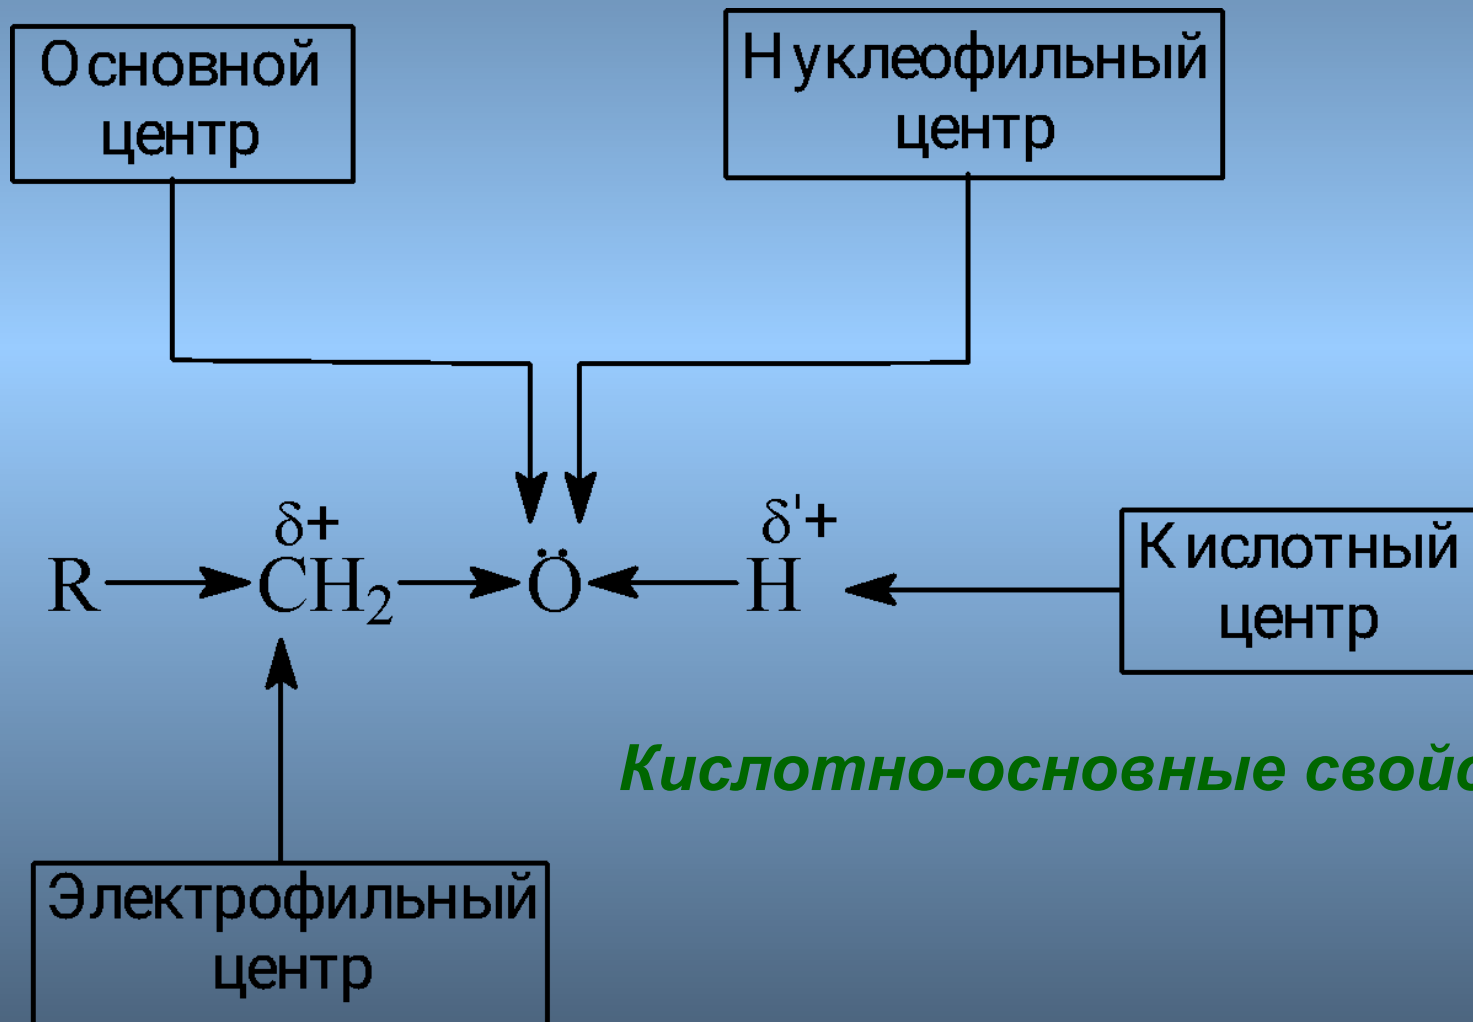 Основной
центр
Нуклеофильный
центр
δ+
δ'+
R CH₂ Ö H
Кислотный
центр
Кислотно-основные свойс
Электрофильный
центр